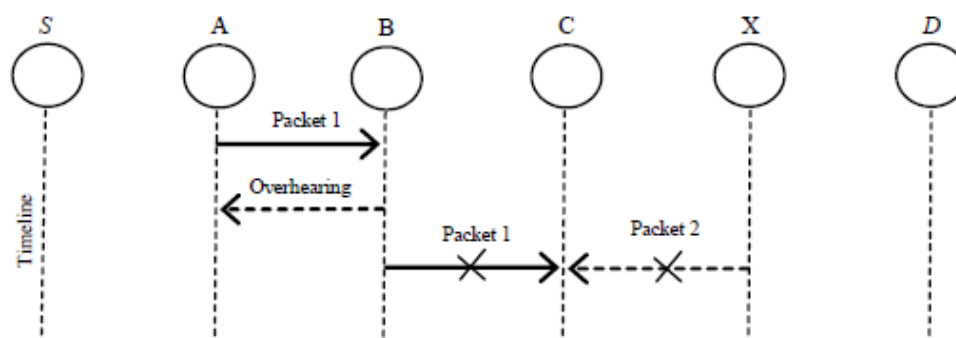 S A B C X D
Packet 1
Overhearing
Packet 1 Packet 2
Timeline